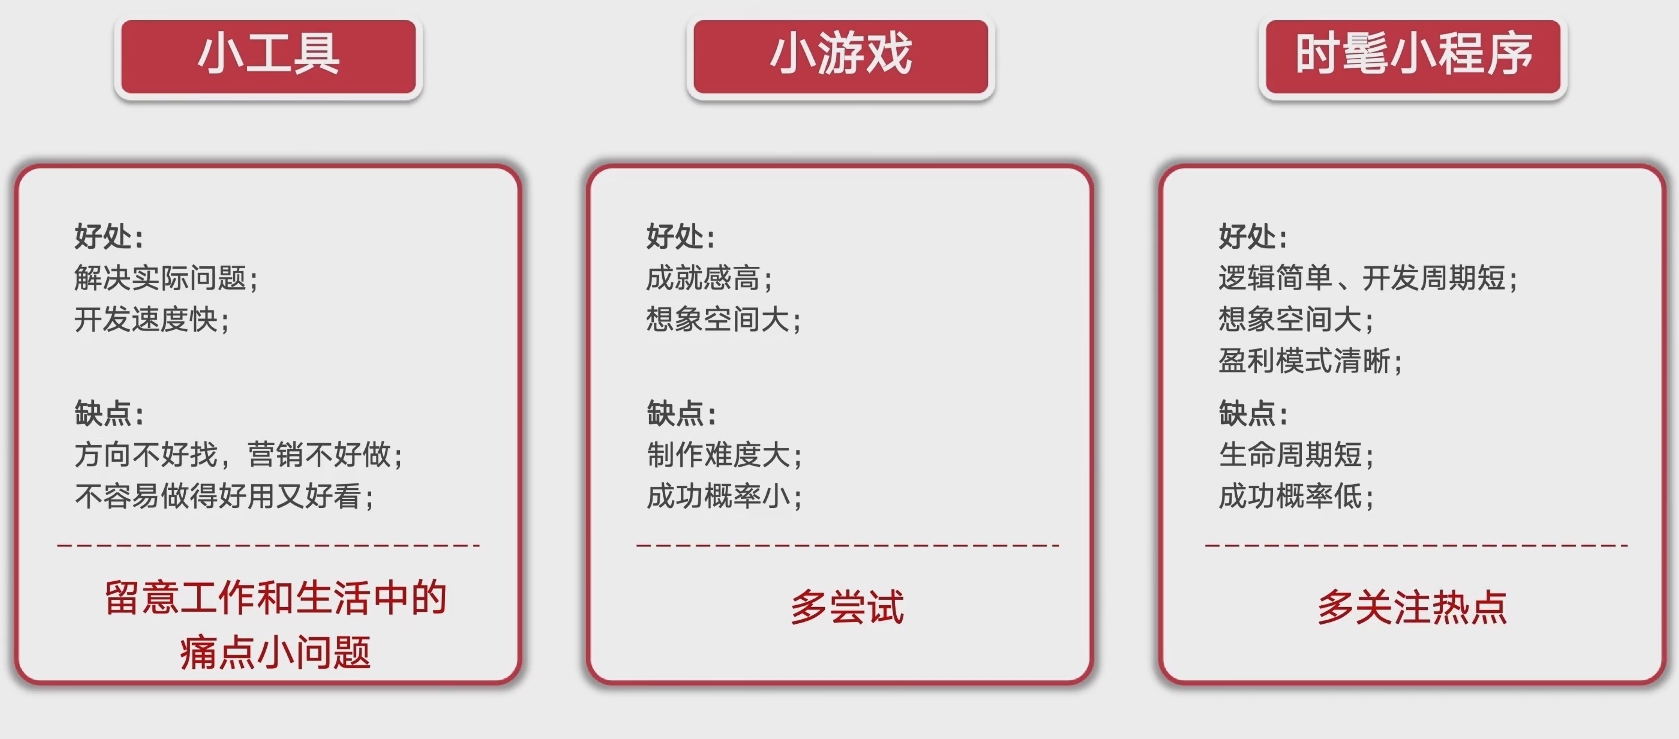 小工具
好处：
解决实际问题；
开发速度快；
缺点：
方向不好找，营销不好做；
不容易做得好用又好看；
留意工作和生活中的
痛点小问题
小游戏
好处：
成就感高；
想象空间大；
缺点：
制作难度大；
成功概率小；
多尝试
时髦小程序
好处：
逻辑简单、开发周期短；
想象空间大；
盈利模式清晰；
缺点：
生命周期短；
成功概率低；
多关注热点